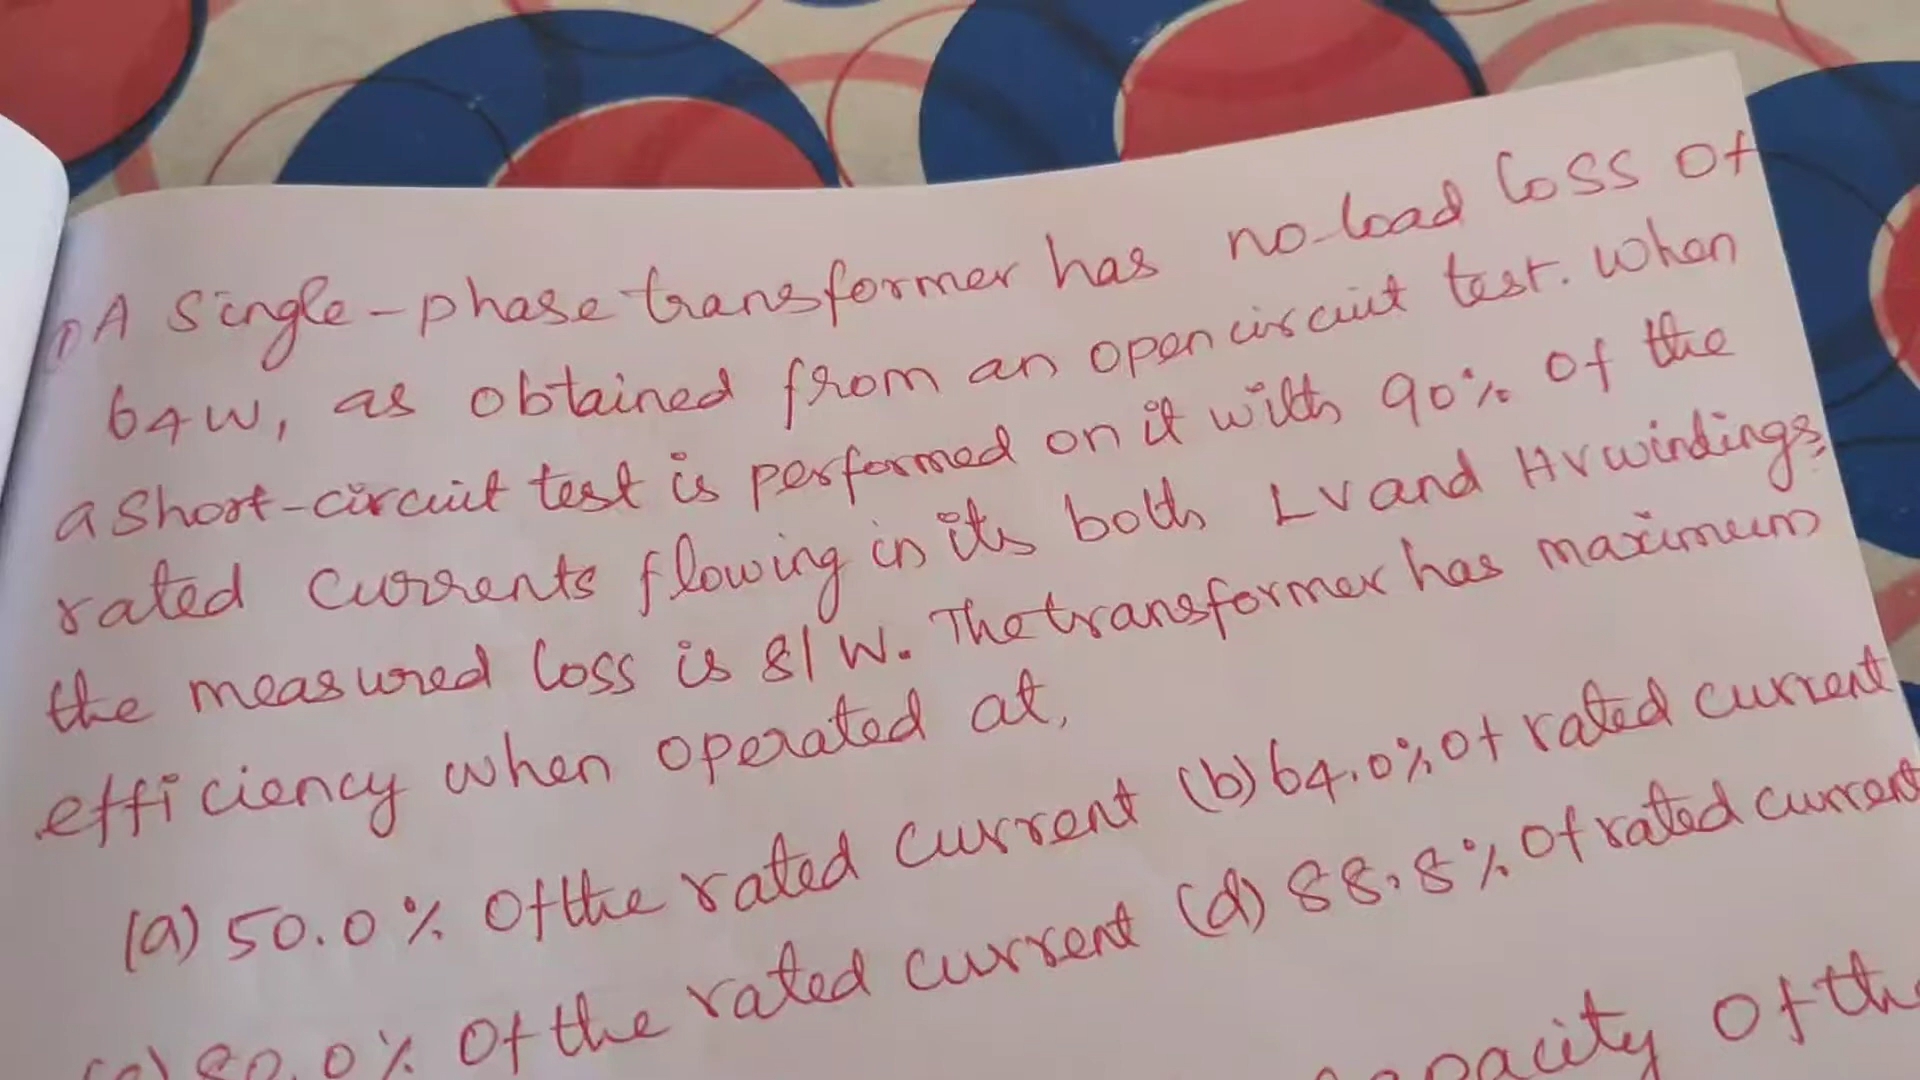 1) A Single-phase transformer has no-load loss of
64W, as obtained from an open circuit test. When
a Short-circuit test is performed on it with 90% of the
rated currents flowing in its both LV and HV windings,
the measured loss is 81W. The transformer has maximum
efficiency when operated at,
(a) 50.0% Of the rated current (b) 64.0% Of rated current
(c) 80.0% Of the rated current (d) 88.8% Of rated current
Of